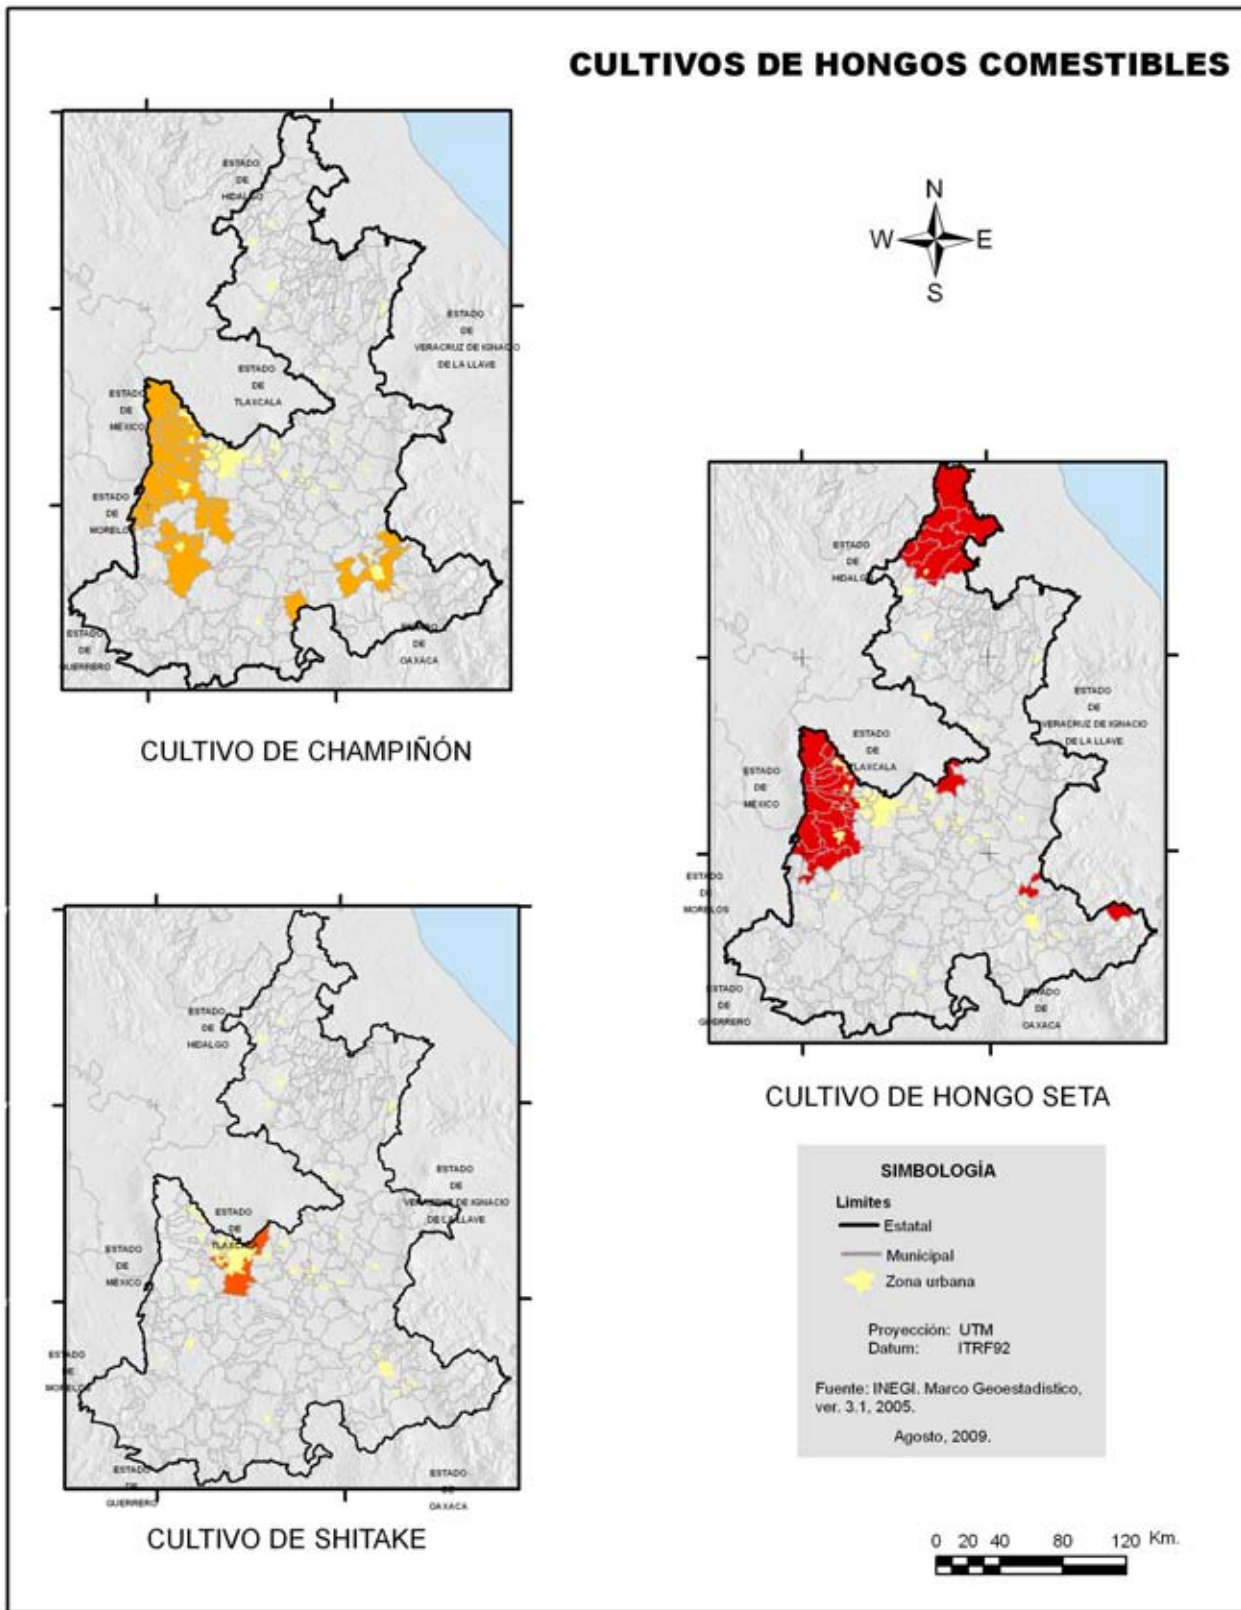 CULTIVOS DE HONGOS COMESTIBLES
N
W
E
S
ESTADO
DE
HIDALGO
ESTADO
DE
VERACRUZ DE IGNACIO
DE LA LLAVE
ESTADO
DE
TLAXCALA
ESTADO
DE
MÉXICO
ESTADO
DE
MORELOS
ESTADO
DE
GUERRERO
DE
OAXACA
CULTIVO DE CHAMPIÑÓN
ESTADO
DE
HIDALGO
ESTADO
DE
VERACRUZ DE IGNACIO
DE LA LLAVE
ESTADO
DE
TLAXCALA
ESTADO
DE
MÉXICO
ESTADO
DE
MORELOS
ESTADO
DE
GUERRERO
ESTADO
DE
OAXACA
CULTIVO DE HONGO SETA
ESTADO
DE
HIDALGO
ESTADO
DE
VERACRUZ DE IGNACIO
DE LA LLAVE
ESTADO
DE
TLAXCALA
ESTADO
DE
MÉXICO
ESTADO
DE
MORELOS
ESTADO
DE
GUERRERO
ESTADO
DE
OAXACA
CULTIVO DE SHITAKE
SIMBOLOGÍA
Limites
Estatal
Municipal
Zona urbana
Proyección: UTM
Datum: ITRF92
Fuente: INEGI. Marco Geoestadístico,
ver. 3.1, 2005.
Agosto, 2009.
0 20 40 80 120 Km.